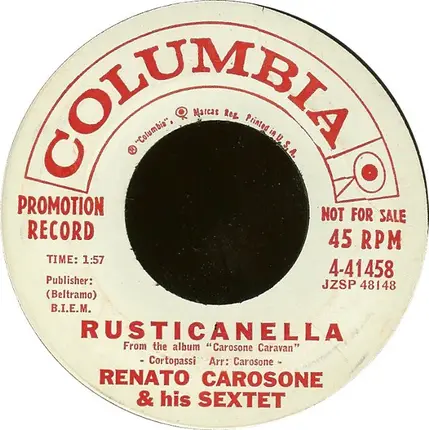 COLUMBIA
® "Columbia", Marcas Reg. Printed in U.S.A.
PROMOTION
RECORD
NOT FOR SALE
45 RPM
TIME: 1:57
4-41458
JZSP 48148
Publisher:
(Beltramo)
B.I.E.M.
RUSTICANELLA
From the album "Carosone Caravan"
- Cortopassi Arr: Carosone -
RENATO CAROSONE
& his SEXTET